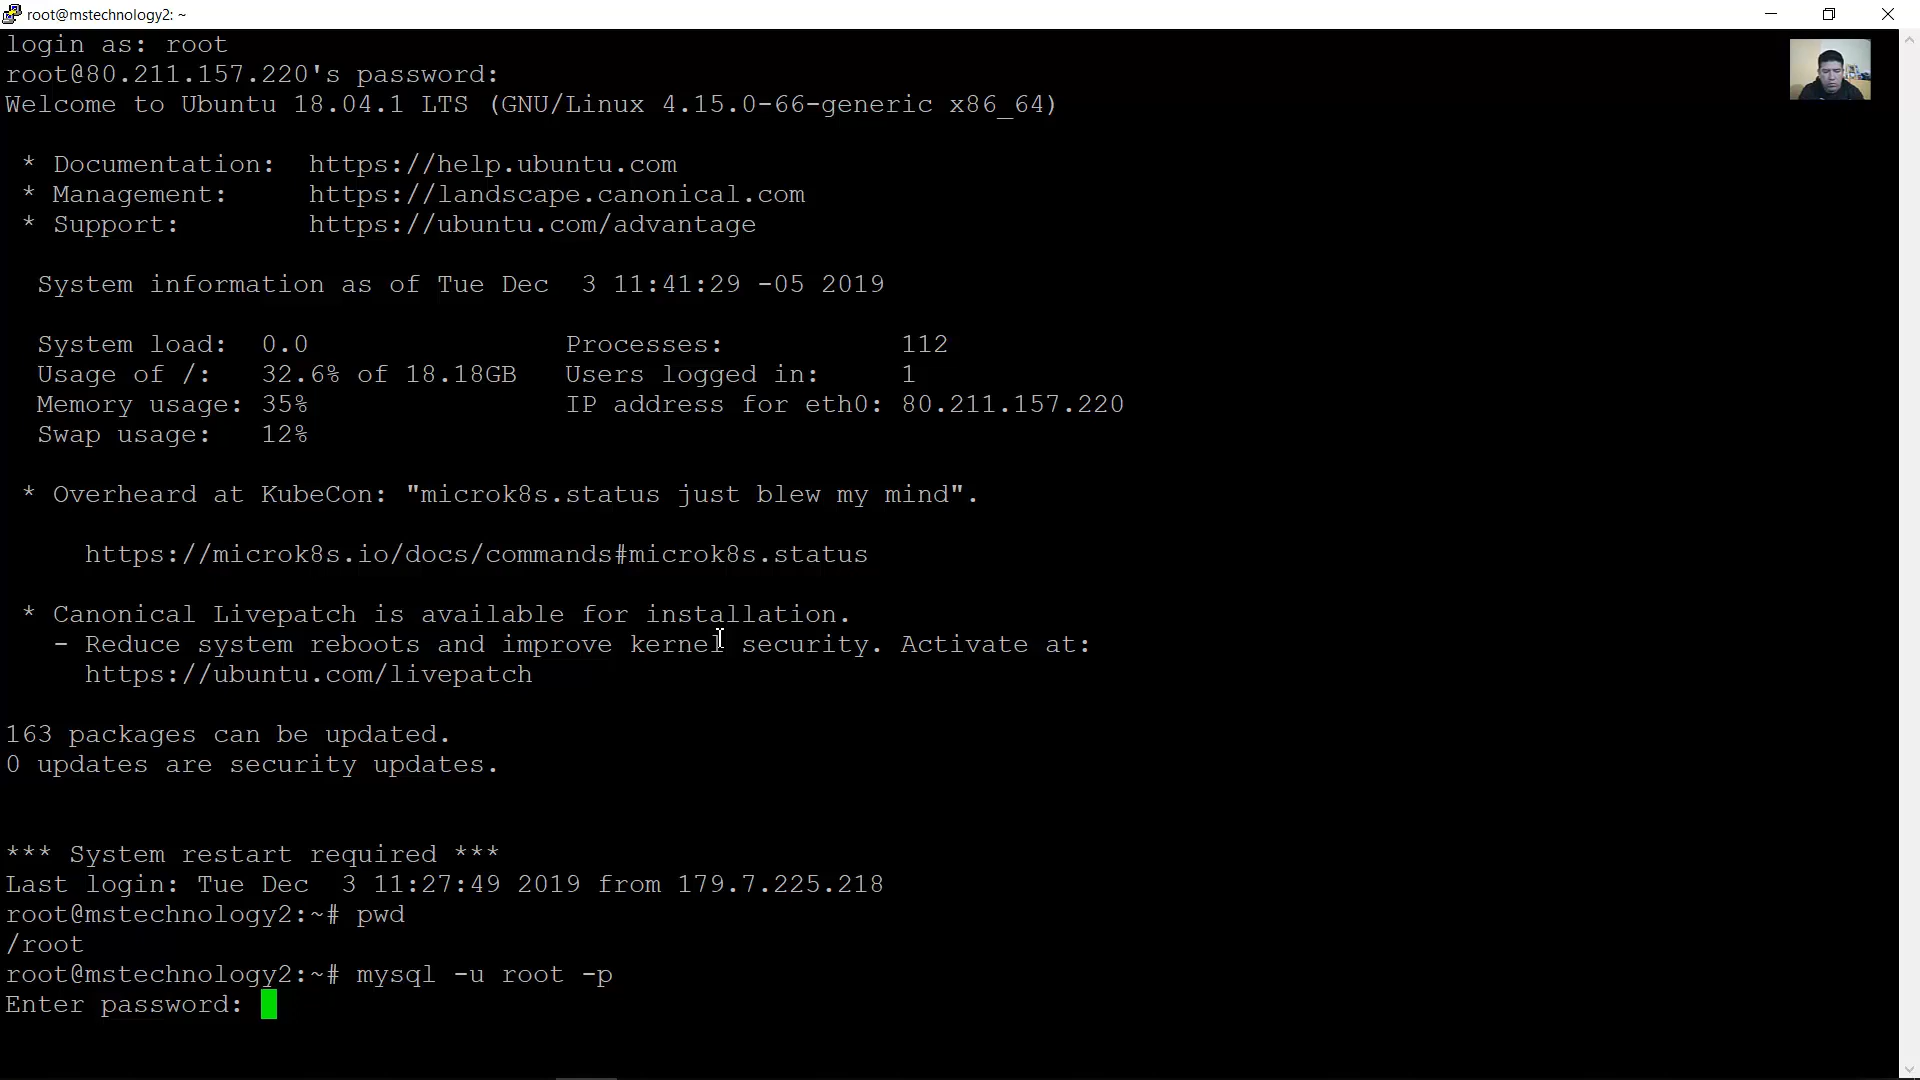 root@mstechnology2: ~
login as: root
root@80.211.157.220's password:
Welcome to Ubuntu 18.04.1 LTS (GNU/Linux 4.15.0-66-generic x86_64)
* Documentation:  https://help.ubuntu.com
* Management:     https://landscape.canonical.com
* Support:        https://ubuntu.com/advantage
System information as of Tue Dec  3 11:41:29 -05 2019
System load:  0.0                Processes:           112
Usage of /:   32.6% of 18.18GB   Users logged in:     1
Memory usage: 35%                IP address for eth0: 80.211.157.220
Swap usage:   12%
* Overheard at KubeCon: "microk8s.status just blew my mind".
https://microk8s.io/docs/commands#microk8s.status
* Canonical Livepatch is available for installation.
- Reduce system reboots and improve kernel security. Activate at:
https://ubuntu.com/livepatch
163 packages can be updated.
0 updates are security updates.
*** System restart required ***
Last login: Tue Dec  3 11:27:49 2019 from 179.7.225.218
root@mstechnology2:~# pwd
/root
root@mstechnology2:~# mysql -u root -p
Enter password: